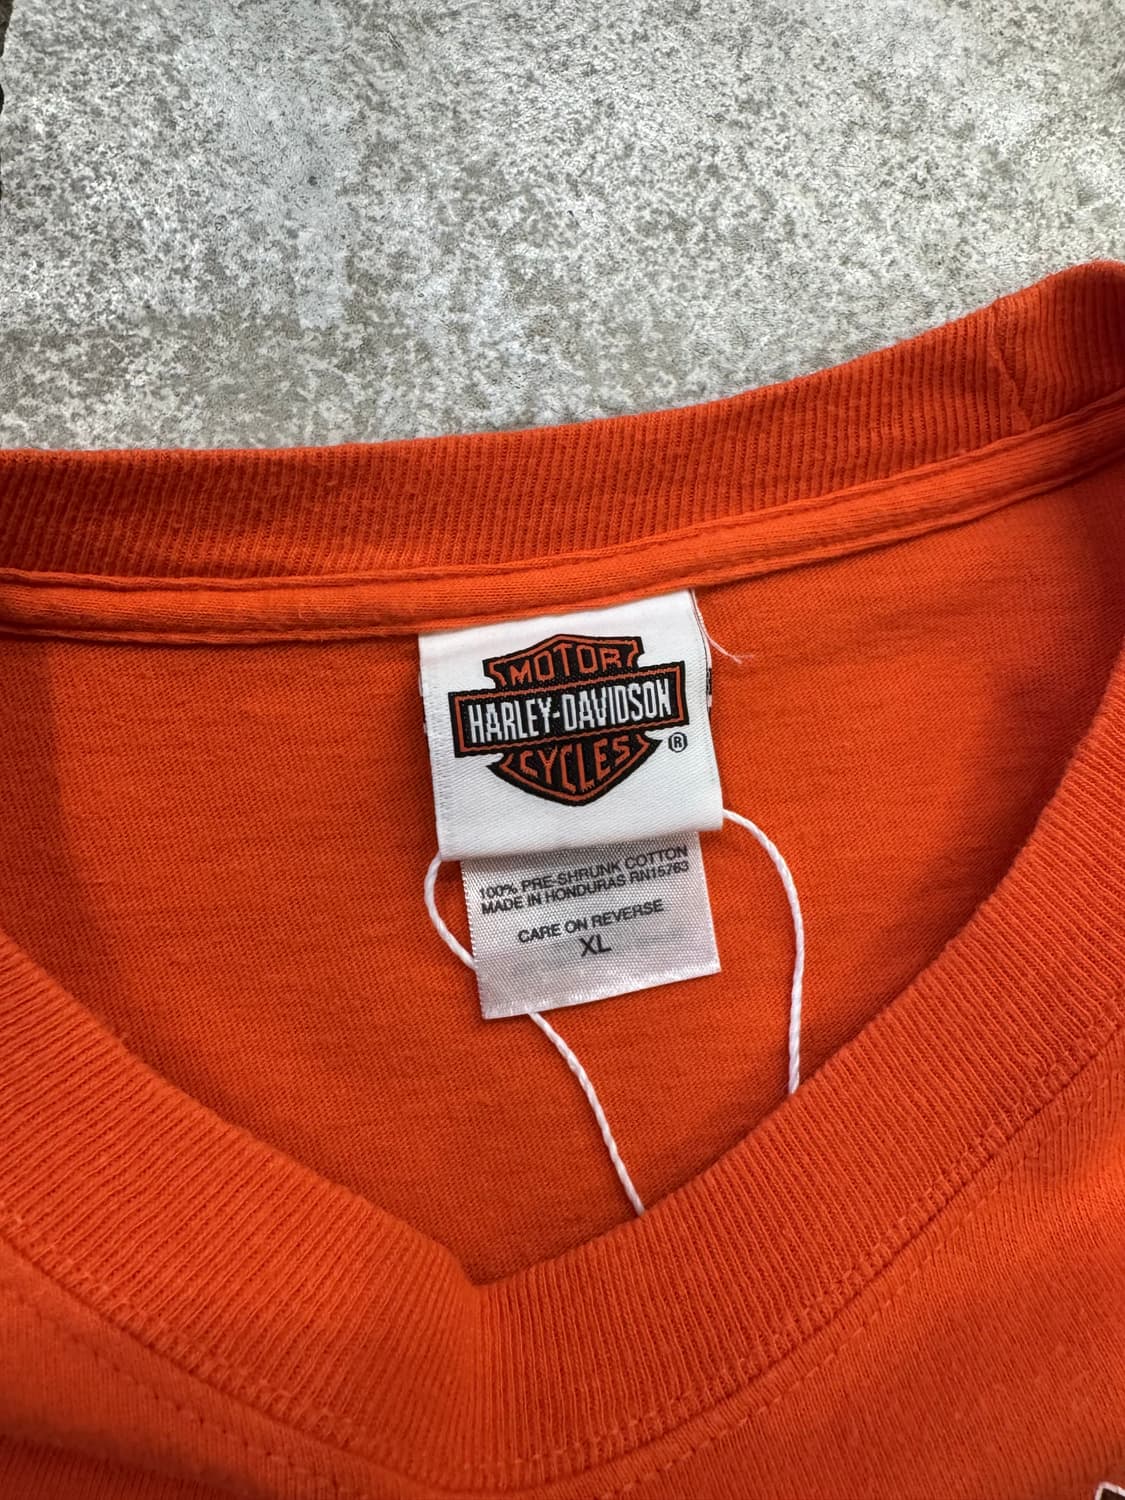 MOTOR
HARLEY-DAVIDSON
CYCLES
®
100% PRE-SHRUNK COTTON
MADE IN HONDURAS RN15763
CARE ON REVERSE
XL